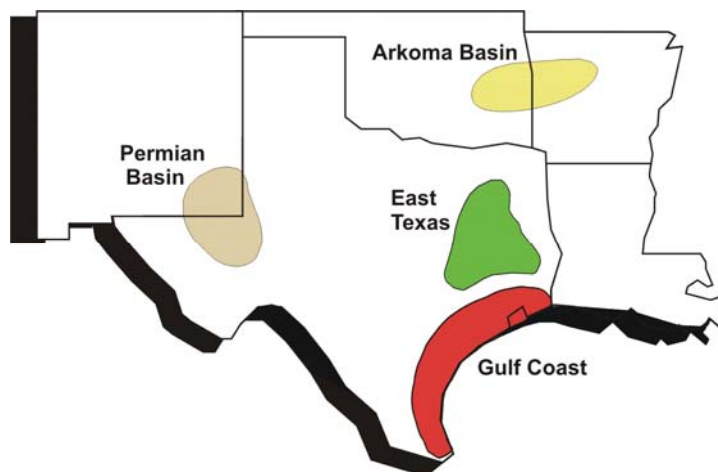 Arkoma Basin
Permian
Basin
East
Texas
Gulf Coast